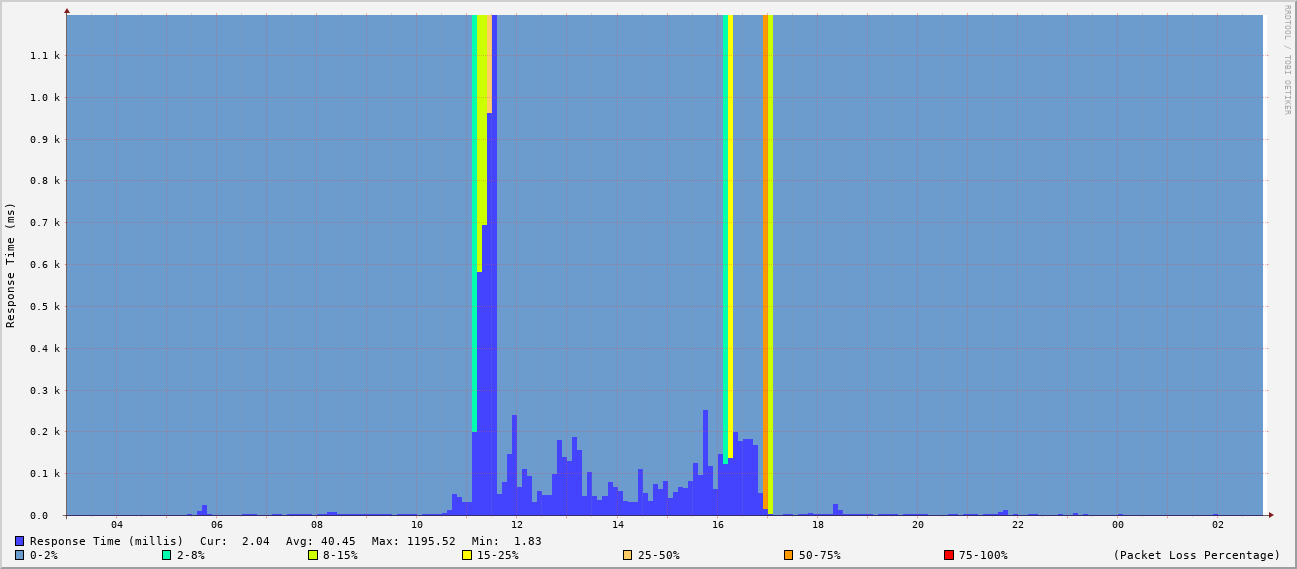 RRDTOOL / TOBI OETIKER
Response Time (ms)
1.1 k
1.0 k
0.9 k
0.8 k
0.7 k
0.6 k
0.5 k
0.4 k
0.3 k
0.2 k
0.1 k
0.0
04 06 08 10 12 14 16 18 20 22 00 02
Response Time (millis) Cur: 2.04 Avg: 40.45 Max: 1195.52 Min: 1.83
0-2% 2-8% 8-15% 15-25% 25-50% 50-75% 75-100% (Packet Loss Percentage)